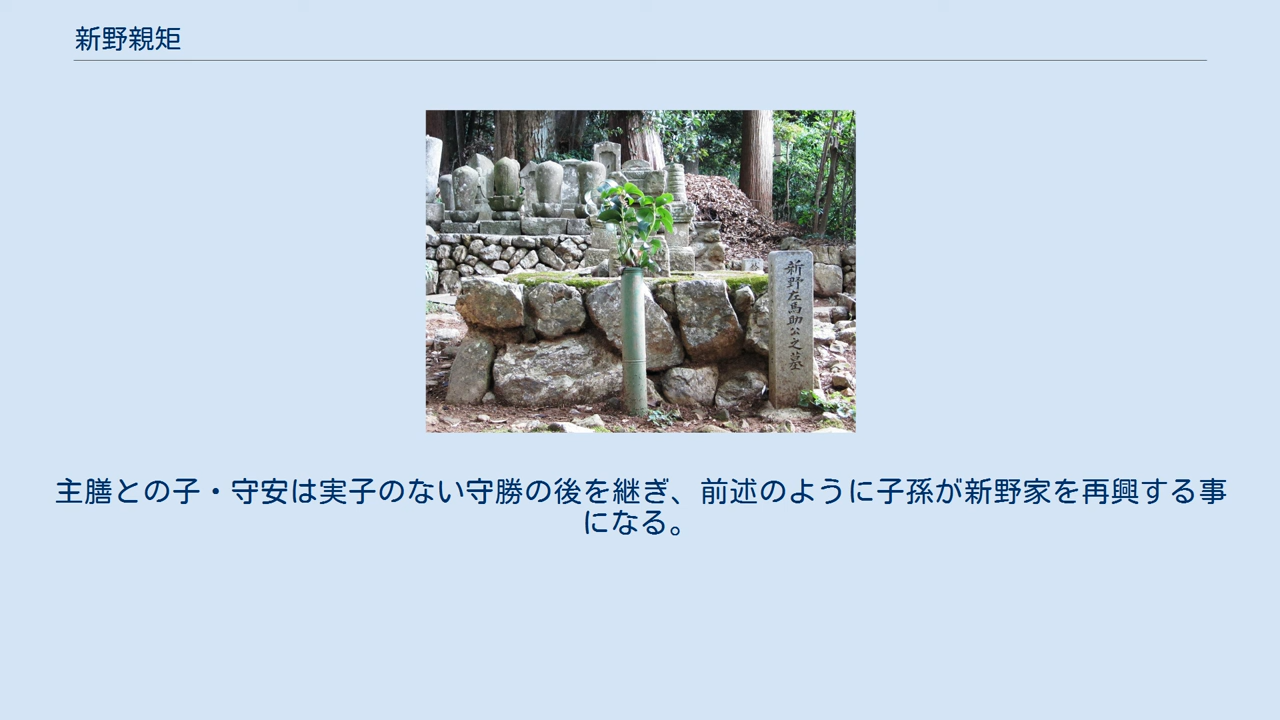 新野親矩
新野左馬助公之墓
主膳との子・守安は実子のない守勝の後を継ぎ、前述のように子孫が新野家を再興する事
になる。